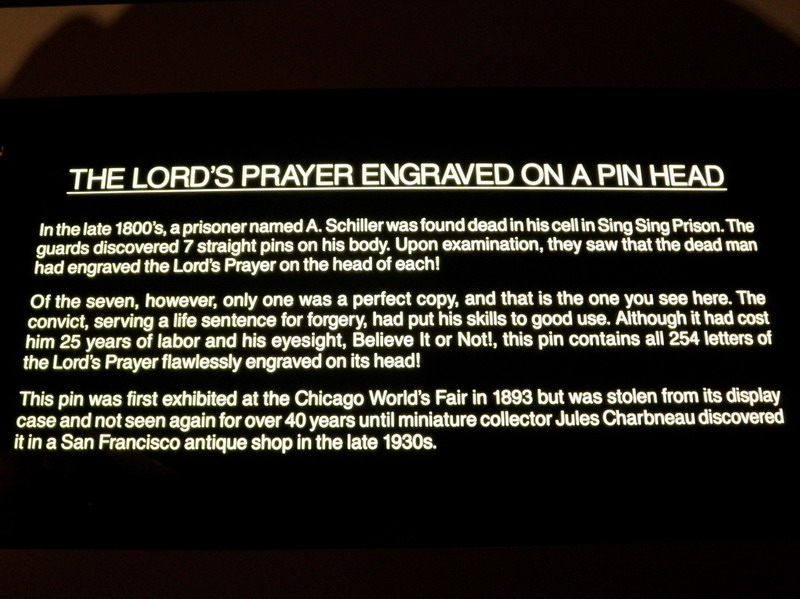 THE LORD'S PRAYER ENGRAVED ON A PIN HEAD
In the late 1800's, a prisoner named A. Schiller was found dead in his cell in Sing Sing Prison. The
guards discovered 7 straight pins on his body. Upon examination, they saw that the dead man
had engraved the Lord's Prayer on the head of each!
Of the seven, however, only one was a perfect copy, and that is the one you see here. The
convict, serving a life sentence for forgery, had put his skills to good use. Although it had cost
him 25 years of labor and his eyesight, Believe It or Not!, this pin contains all 254 letters of
the Lord's Prayer flawlessly engraved on its head!
This pin was first exhibited at the Chicago World's Fair in 1893 but was stolen from its display
case and not seen again for over 40 years until miniature collector Jules Charbneau discovered
it in a San Francisco antique shop in the late 1930s.